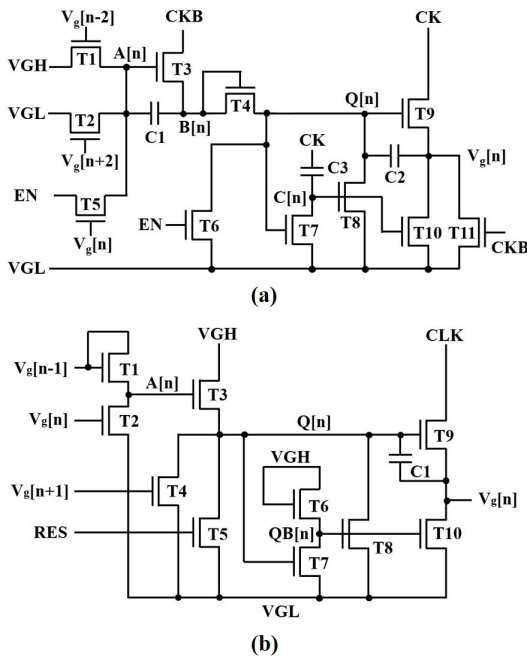 Vg[n-2]
CKB
CK
VGH
T1
A[n]
T3
VGL
T2
C1
B[n]
T4
Q[n]
T9
Vg[n+2]
CK
C3
C2
Vg[n]
EN
T5
Vg[n]
EN
T6
C[n]
T7
T8
T10
T11
CKB
VGL
(a)
VGH
CLK
Vg[n-1]
T1
A[n]
T3
Vg[n]
T2
Q[n]
T9
VGH
C1
Vg[n+1]
T4
T6
Vg[n]
RES
T5
QB[n]
T7
T8
T10
VGL
(b)